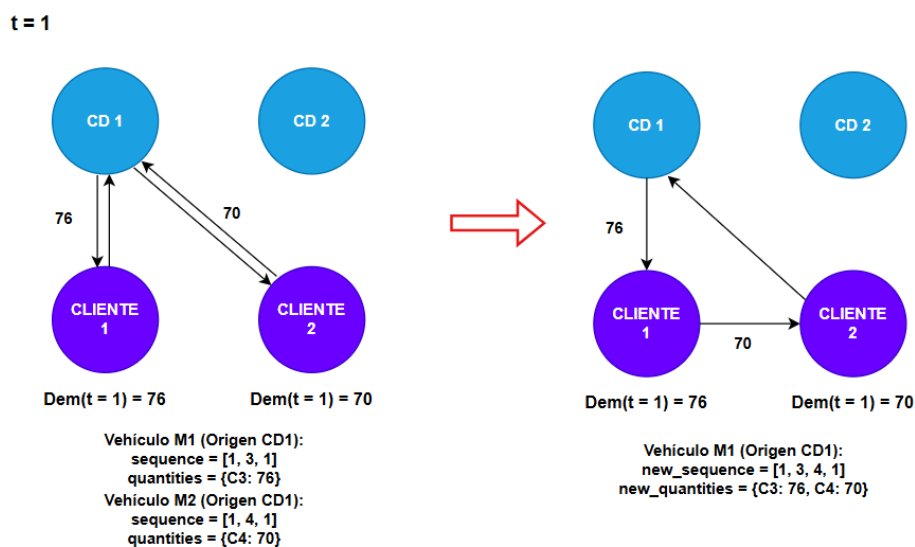 t = 1
CD 1
CD 2
76
70
CLIENTE
1
CLIENTE
2
Dem(t = 1) = 76
Dem(t = 1) = 70
Vehículo M1 (Origen CD1):
sequence = [1, 3, 1]
quantities = {C3: 76}
Vehículo M2 (Origen CD1):
sequence = [1, 4, 1]
quantities = {C4: 70}
CD 1
CD 2
76
CLIENTE
1
70
CLIENTE
2
Dem(t = 1) = 76
Dem(t = 1) = 70
Vehículo M1 (Origen CD1):
new_sequence = [1, 3, 4, 1]
new_quantities = {C3: 76, C4: 70}